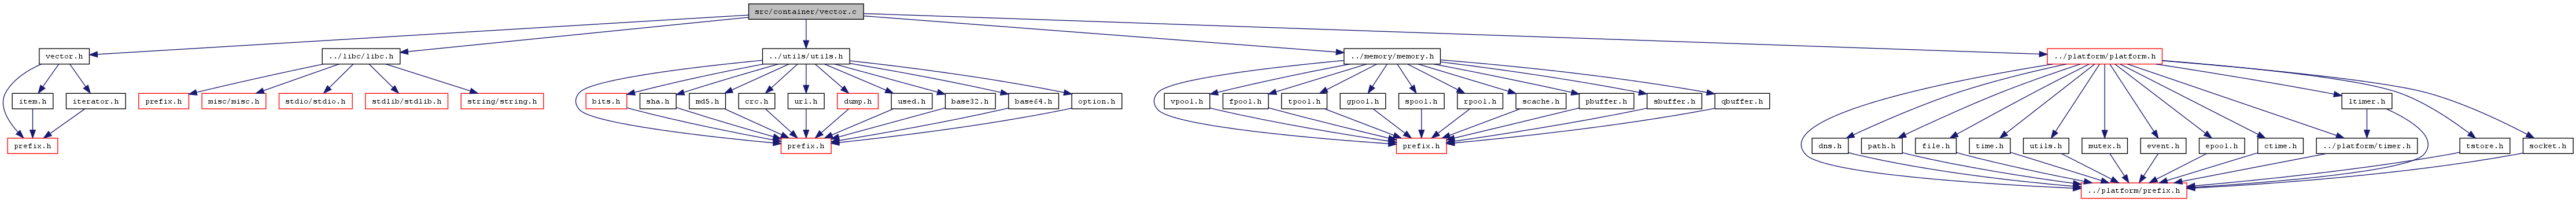 src/container/vector.c
vector.h
../libc/libc.h
../utils/utils.h
../memory/memory.h
../platform/platform.h
item.h
iterator.h
prefix.h
misc/misc.h
stdio/stdio.h
stdlib/stdlib.h
string/string.h
bits.h
sha.h
md5.h
crc.h
url.h
dump.h
used.h
base32.h
base64.h
option.h
vpool.h
fpool.h
tpool.h
gpool.h
spool.h
rpool.h
scache.h
pbuffer.h
sbuffer.h
qbuffer.h
ltimer.h
prefix.h
prefix.h
prefix.h
dns.h
path.h
file.h
time.h
utils.h
mutex.h
event.h
epool.h
ctime.h
../platform/timer.h
tstore.h
socket.h
../platform/prefix.h